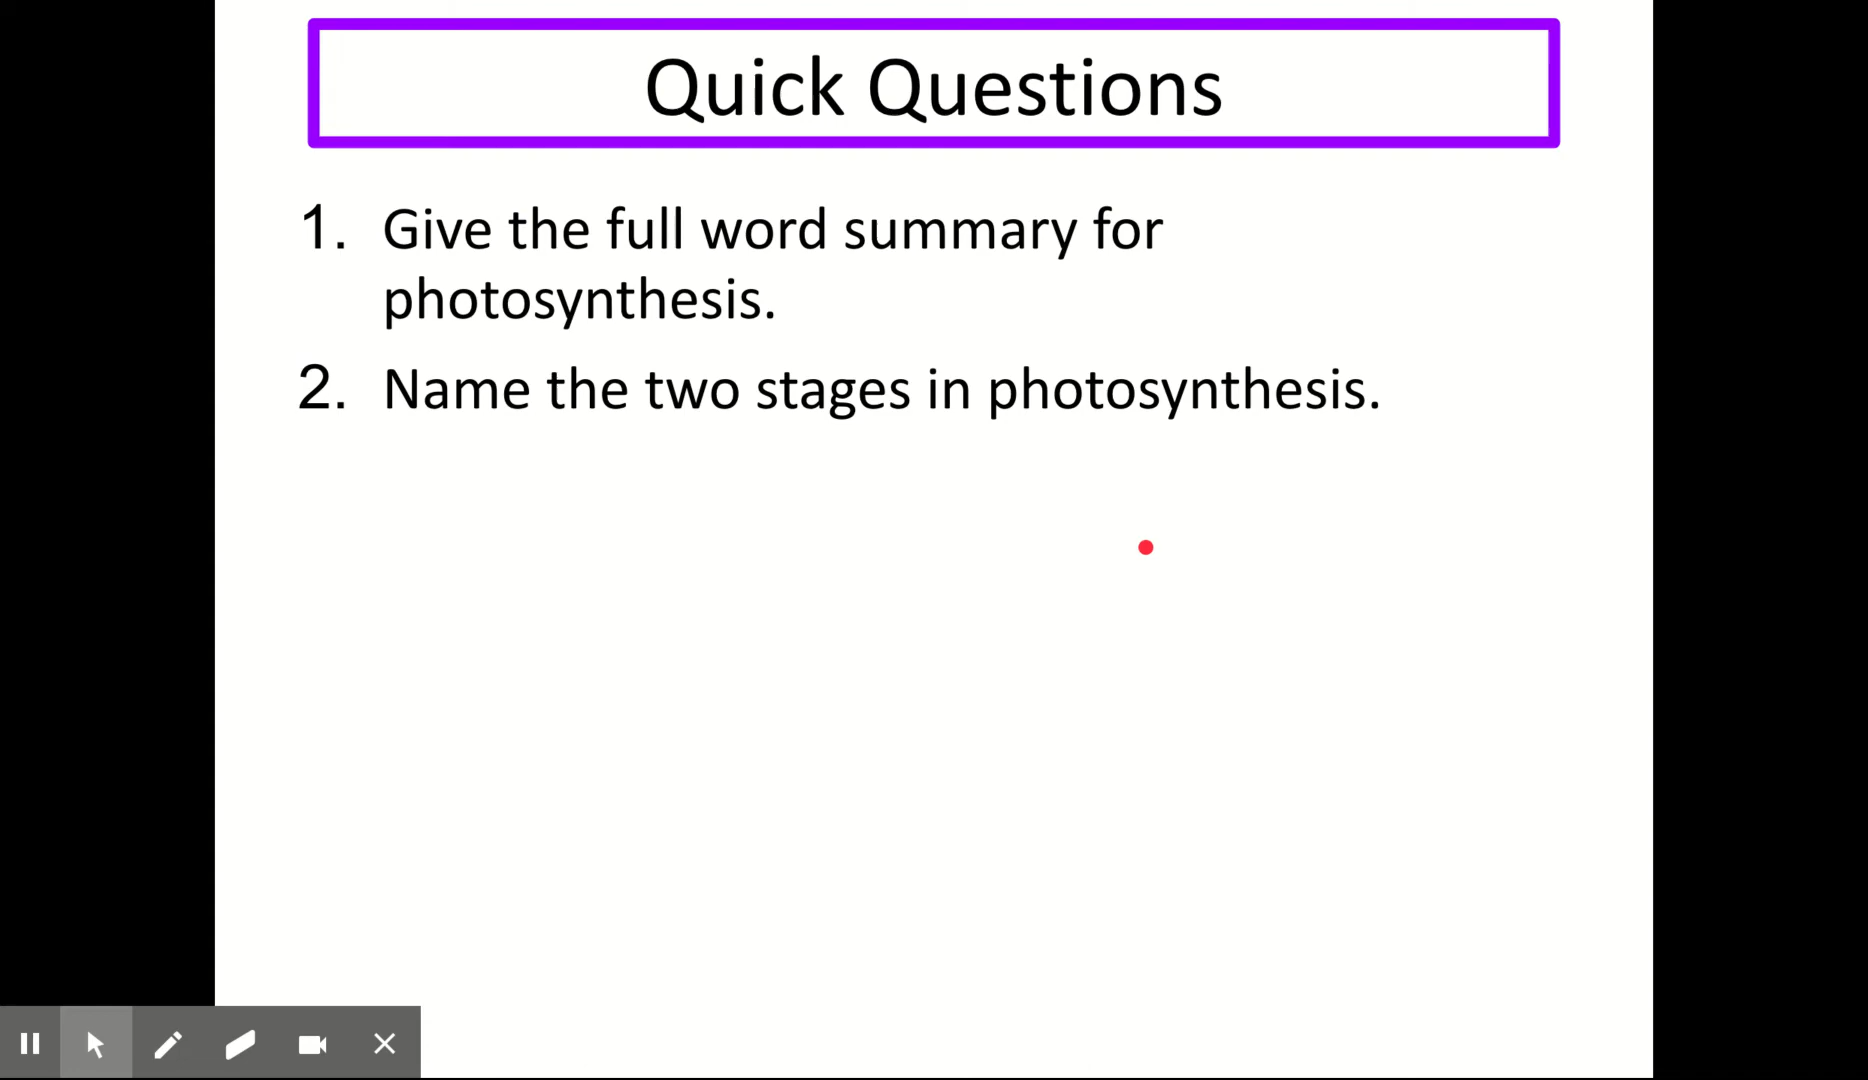 Quick Questions
1. Give the full word summary for
photosynthesis.
2. Name the two stages in photosynthesis.